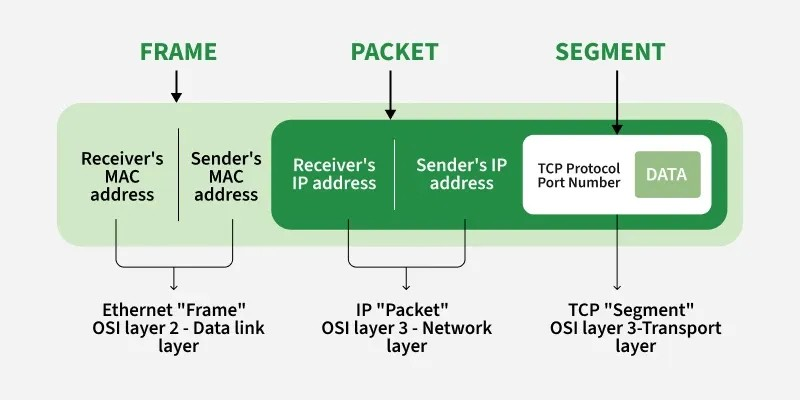 FRAME
PACKET
SEGMENT
Receiver's
MAC
address
Sender's
MAC
address
Receiver's
IP address
Sender's IP
address
TCP Protocol
Port Number
DATA
Ethernet "Frame"
OSI layer 2 - Data link
layer
IP "Packet"
OSI layer 3 - Network
layer
TCP "Segment"
OSI layer 3-Transport
layer